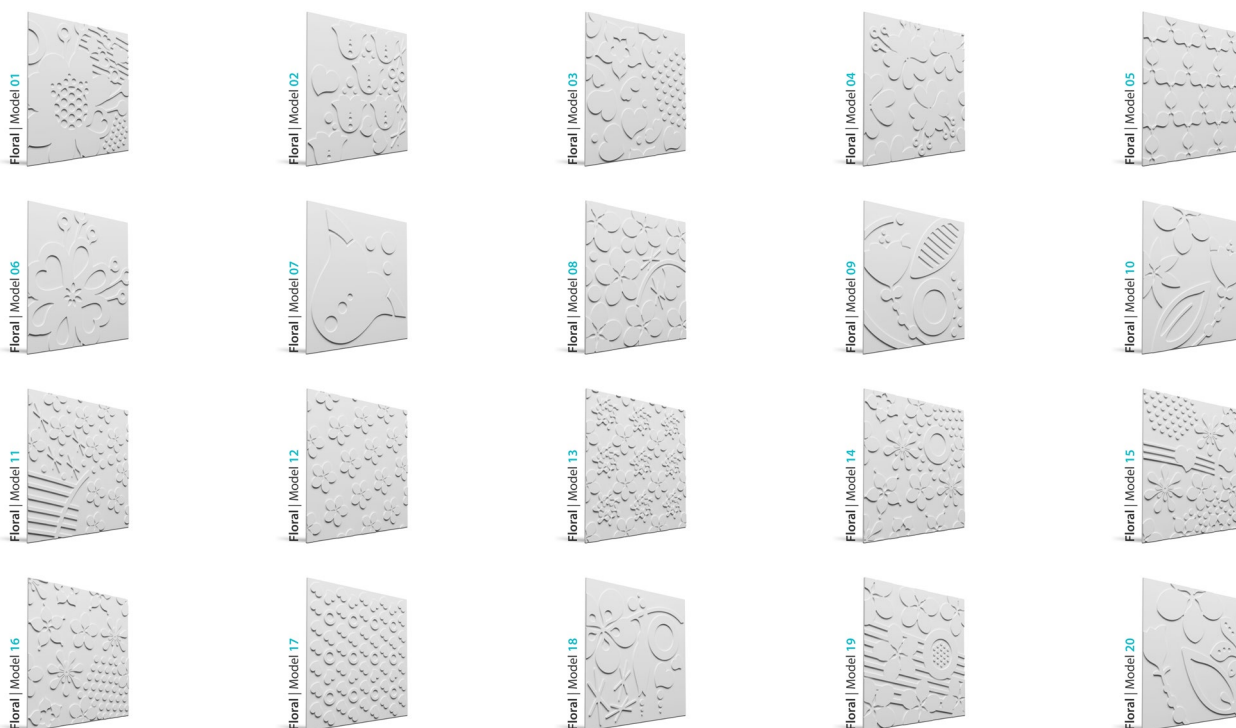 Floral | Model 01
Floral | Model 02
Floral | Model 03
Floral | Model 04
Floral | Model 05
Floral | Model 06
Floral | Model 07
Floral | Model 08
Floral | Model 09
Floral | Model 10
Floral | Model 11
Floral | Model 12
Floral | Model 13
Floral | Model 14
Floral | Model 15
Floral | Model 16
Floral | Model 17
Floral | Model 18
Floral | Model 19
Floral | Model 20